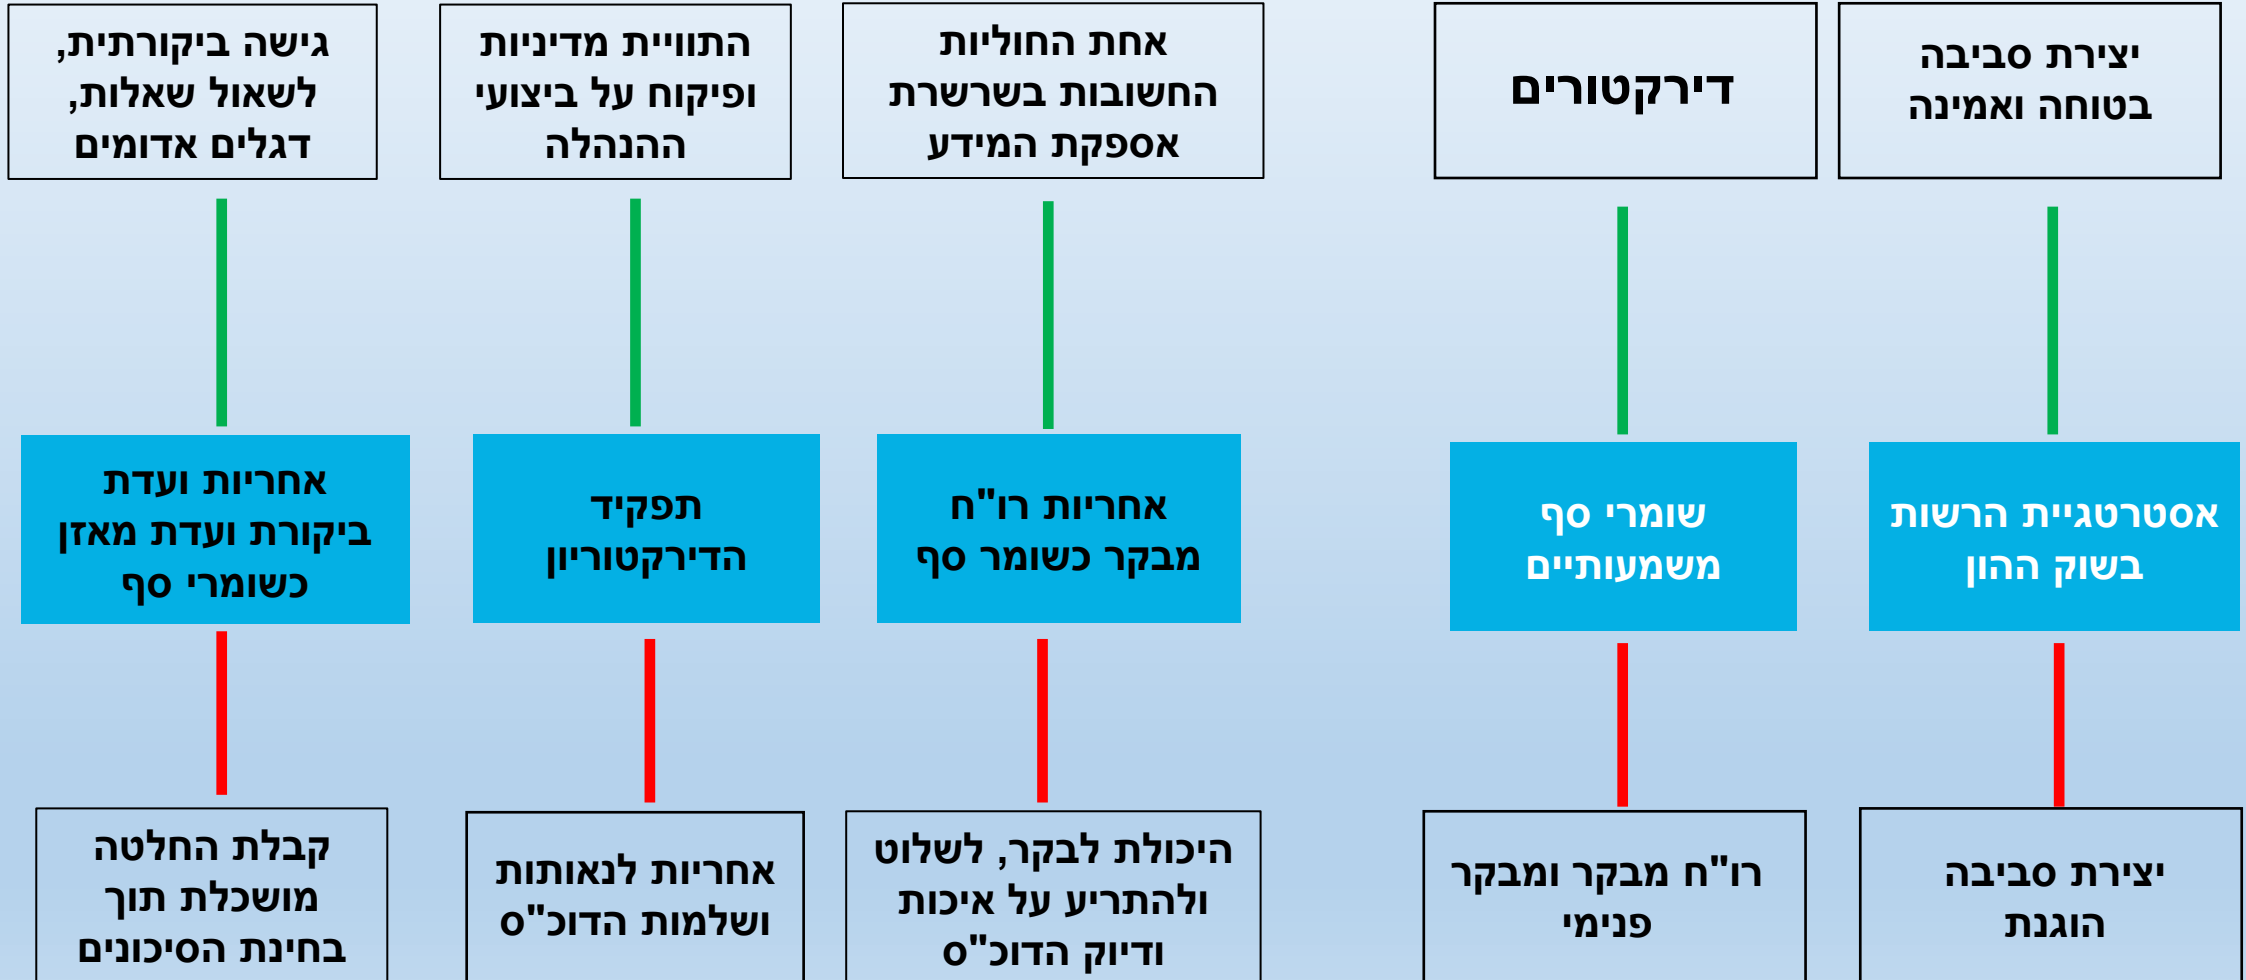 יצירת סביבה
בטוחה ואמינה
דירקטורים
אחת החוליות
החשובות בשרשרת
אספקת המידע
התוויית מדיניות
ופיקוח על ביצועי
ההנהלה
גישה ביקורתית,
לשאול שאלות,
דגלים אדומים
אסטרטגיית הרשות
בשוק ההון
שומרי סף
משמעותיים
אחריות רו"ח
מבקר כשומר סף
תפקיד
הדירקטוריון
אחריות ועדת
ביקורת ועדת מאזן
כשומרי סף
יצירת סביבה
הוגנת
רו"ח מבקר ומבקר
פנימי
היכולת לבקר, לשלוט
ולהתריע על איכות
ודיוק הדוכ"ס
אחריות לנאותות
ושלמות הדוכ"ס
קבלת החלטה
מושכלת תוך
בחינת הסיכונים